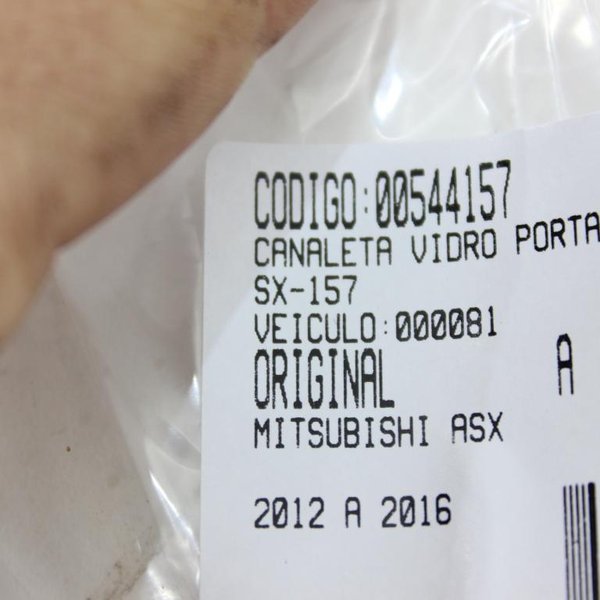 CODIGO:00544157
CANALETA VIDRO PORTA
SX-157
VEICULO:000081
ORIGINAL A
MITSUBISHI ASX
2012 A 2016